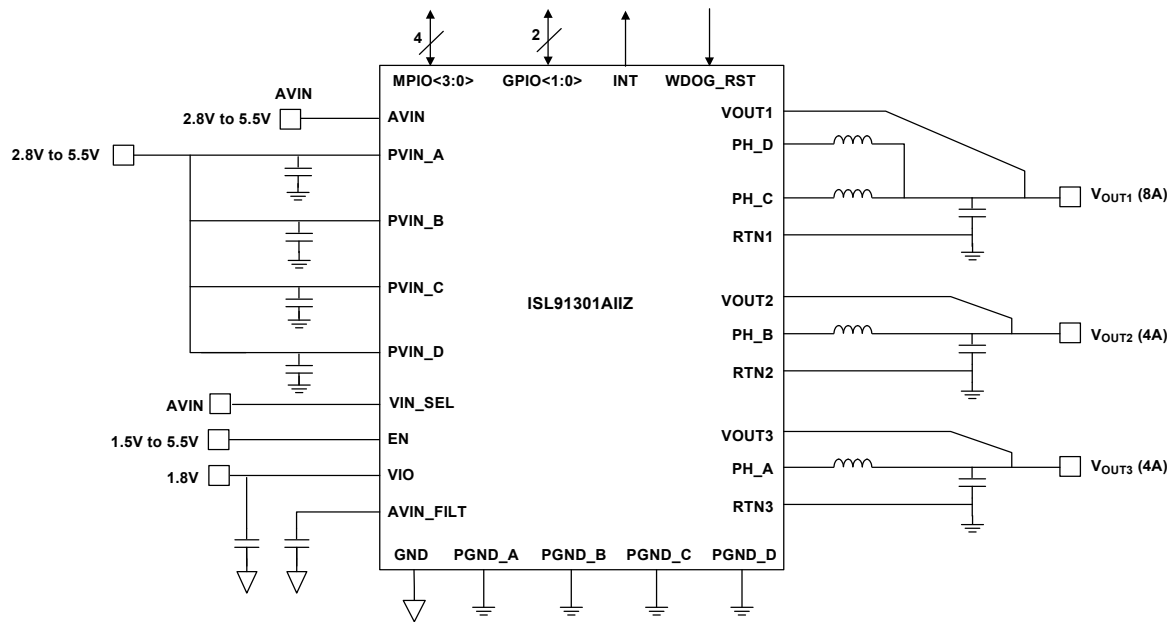 4
2
MPIO<3:0> GPIO<1:0> INT WDOG_RST
AVIN
2.8V to 5.5V
AVIN
2.8V to 5.5V
PVIN_A
PVIN_B
PVIN_C
PVIN_D
AVIN
VIN_SEL
1.5V to 5.5V
EN
1.8V
VIO
AVIN_FILT
ISL91301AIIZ
VOUT1
PH_D
PH_C
VOUT1 (8A)
RTN1
VOUT2
PH_B
VOUT2 (4A)
RTN2
VOUT3
PH_A
VOUT3 (4A)
RTN3
GND PGND_A PGND_B PGND_C PGND_D